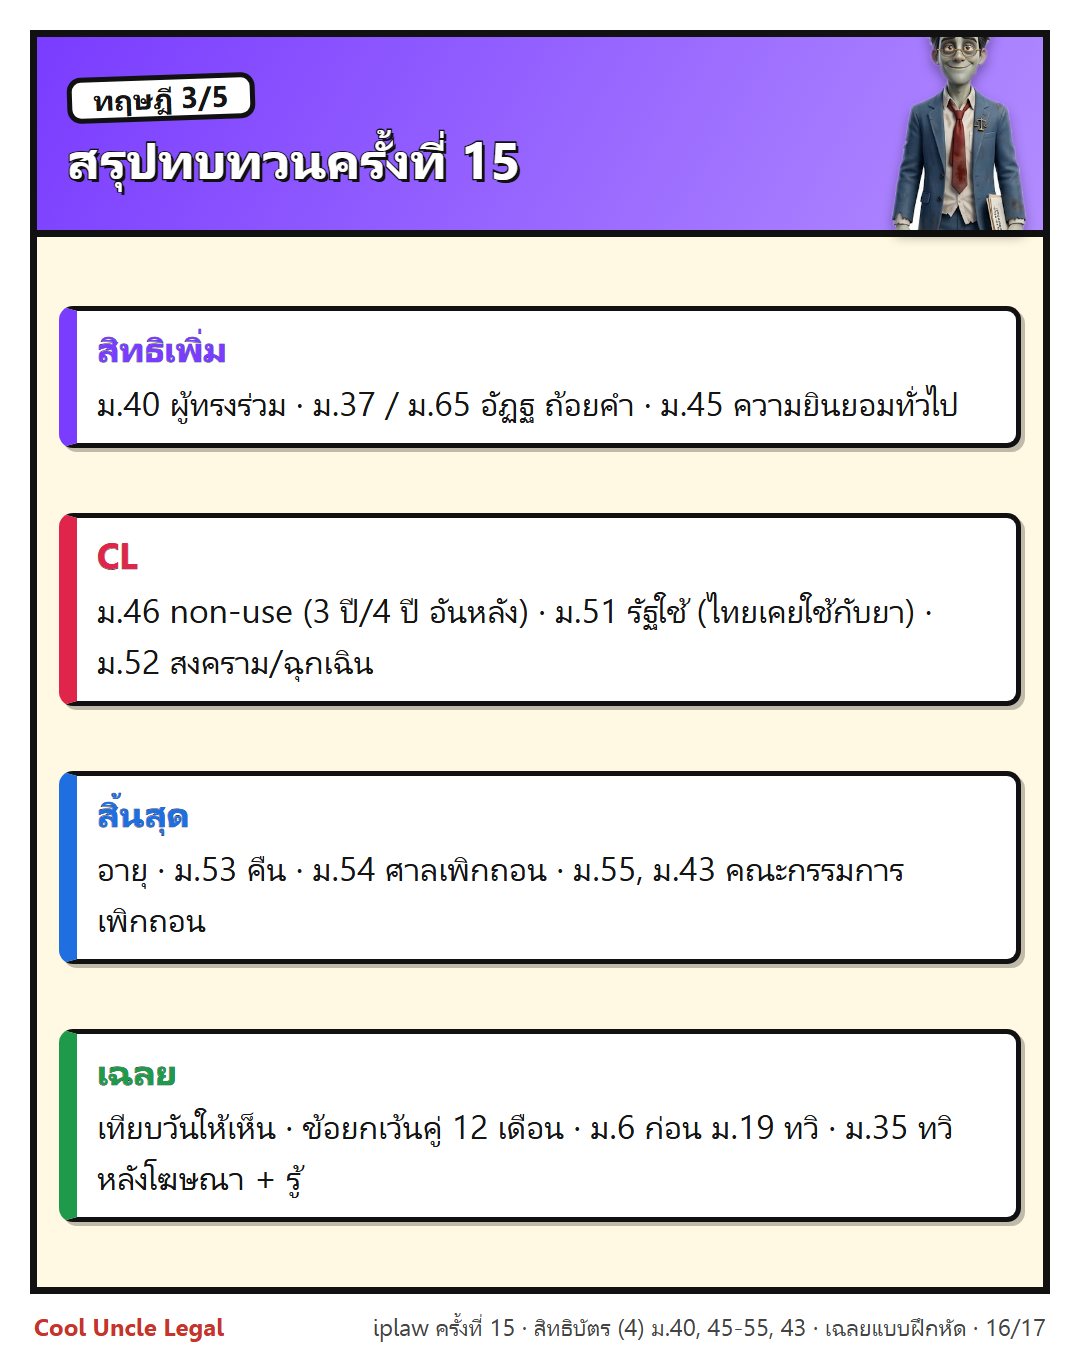 ทฤษฎี 3/5
สรุปทบทวนครั้งที่ 15
สิทธิเพิ่ม
ม.40 ผู้ทรงร่วม · ม.37 / ม.65 อัฏฐ ถ้อยคำ · ม.45 ความยินยอมทั่วไป
CL
ม.46 non-use (3 ปี/4 ปี อันหลัง) · ม.51 รัฐใช้ (ไทยเคยใช้กับยา) ·
ม.52 สงคราม/ฉุกเฉิน
สิ้นสุด
อายุ · ม.53 คืน · ม.54 ศาลเพิกถอน · ม.55, ม.43 คณะกรรมการ
เพิกถอน
เฉลย
เทียบวันให้เห็น · ข้อยกเว้นคู่ 12 เดือน · ม.6 ก่อน ม.19 ทวิ · ม.35 ทวิ
หลังโฆษณา + รู้
Cool Uncle Legal
iplaw ครั้งที่ 15 · สิทธิบัตร (4) ม.40, 45-55, 43 · เฉลยแบบฝึกหัด · 16/17